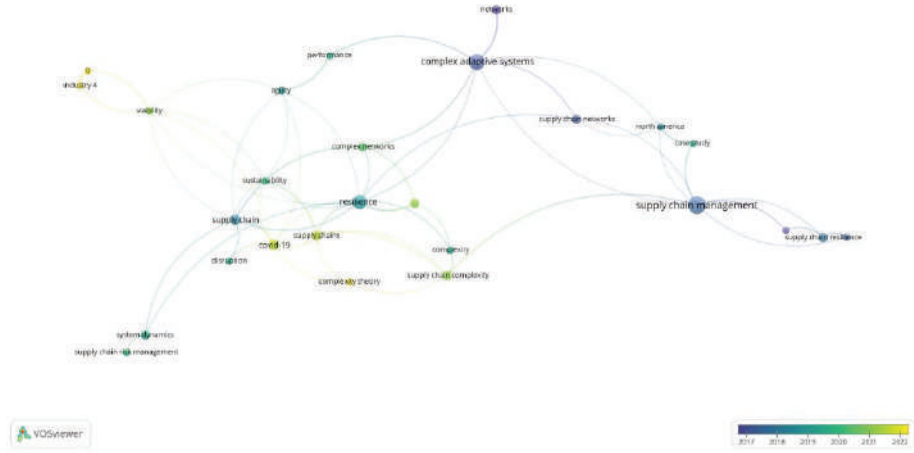 networks
performance
complex adaptive systems
industry 4
agility
viability
supply chain networks
north america
case study
complex networks
sustainability
resilience
supply chain management
supply chain
covid-19
supply chains
supply chain resilience
disruption
complexity
complexity theory
supply chain complexity
system dynamics
supply chain risk management
VOSviewer
2017 2018 2019 2020 2021 2022